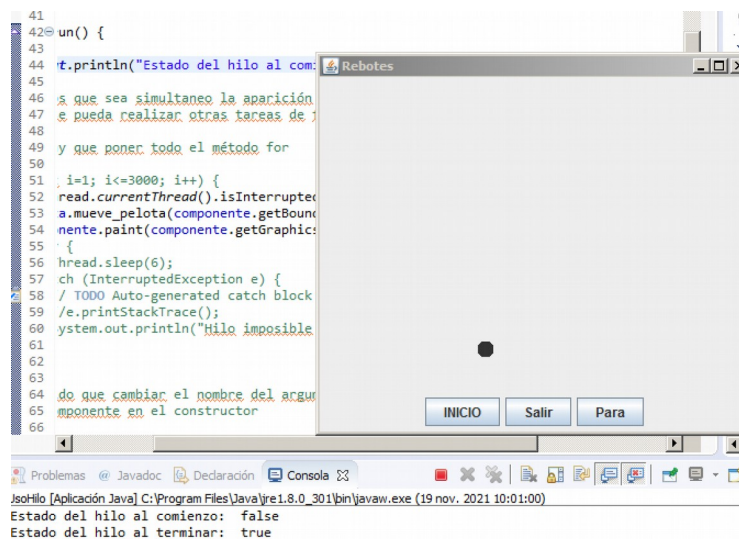 41
42 un() {
43
44 t.println("Estado del hilo al com
45
46 s que sea simultaneo la aparición
47 e pueda realizar otras tareas de
48
49 y que poner todo el método for
50
51 ; i=1; i<=3000; i++) {
52 read.currentThread().isInterrupted
53 a.mueve_pelota(componente.getBoun
54 nente.paint(componente.getGraphics
55 {
56 hread.sleep(6);
57 ch (InterruptedException e) {
58 / TODO Auto-generated catch block
59 /e.printStackTrace();
60 ystem.out.println("Hilo imposible
61
62
63
64 do que cambiar el nombre del argu
65 mponente en el constructor
66
Rebotes
INICIO Salir Para
Problemas @ Javadoc Declaración Consola
UsoHilo [Aplicación Java] C:\Program Files\Java\jre1.8.0_301\bin\javaw.exe (19 nov. 2021 10:01:00)
Estado del hilo al comienzo: false
Estado del hilo al terminar: true